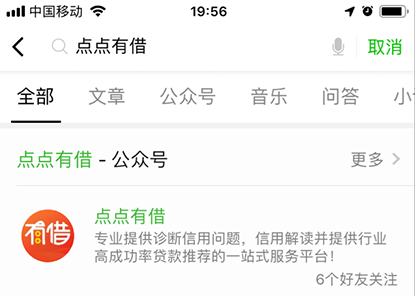 中国移动 19:56
点点有借 取消
全部 文章 公众号 音乐 问答 小
点点有借 - 公众号 更多
有借 点点有借
专业提供诊断信用问题，信用解读并提供行业
高成功率贷款推荐的一站式服务平台！
6个好友关注